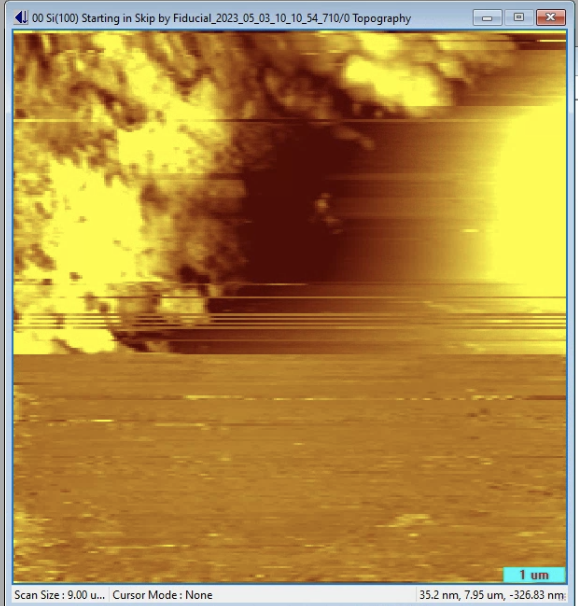 00 Si(100) Starting in Skip by Fiducial_2023_05_03_10_10_54_710/0 Topography
1 um
Scan Size : 9.00 u... Cursor Mode : None 35.2 nm, 7.95 um, -326.83 nm